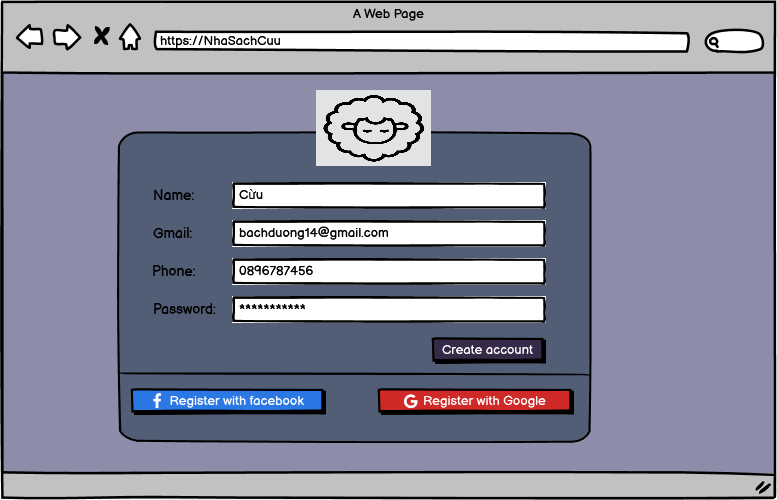 A Web Page
https://NhaSachCuu
Name: Cừu
Gmail: bachduong14@gmail.com
Phone: 0896787456
Password: ***********
Create account
Register with facebook
Register with Google